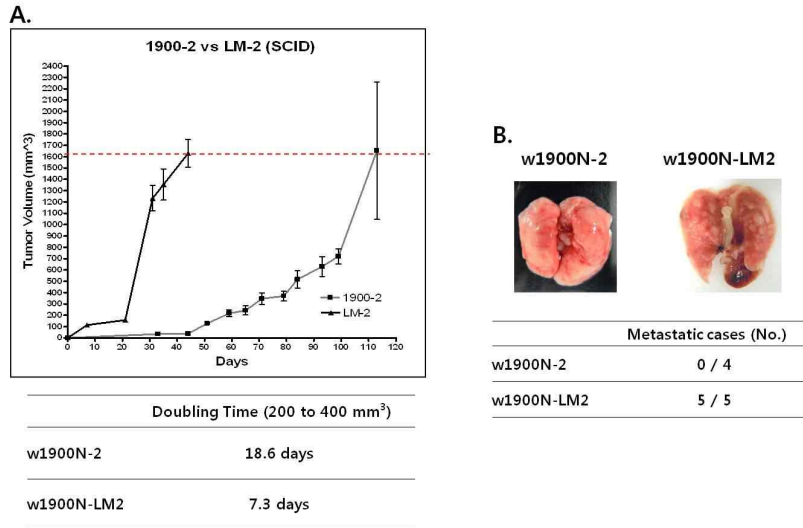 A.
1900-2 vs LM-2 (SCID)
Tumor Volume (mm^3)
2400
2300
2200
2100
2000
1900
1800
1700
1600
1500
1400
1300
1200
1100
1000
900
800
700
600
500
400
300
200
100
0
1900-2
LM-2
0 10 20 30 40 50 60 70 80 90 100 110 120
Days
Doubling Time (200 to 400 mm³)
w1900N-2 18.6 days
w1900N-LM2 7.3 days
B.
w1900N-2 w1900N-LM2
Metastatic cases (No.)
w1900N-2 0 / 4
w1900N-LM2 5 / 5